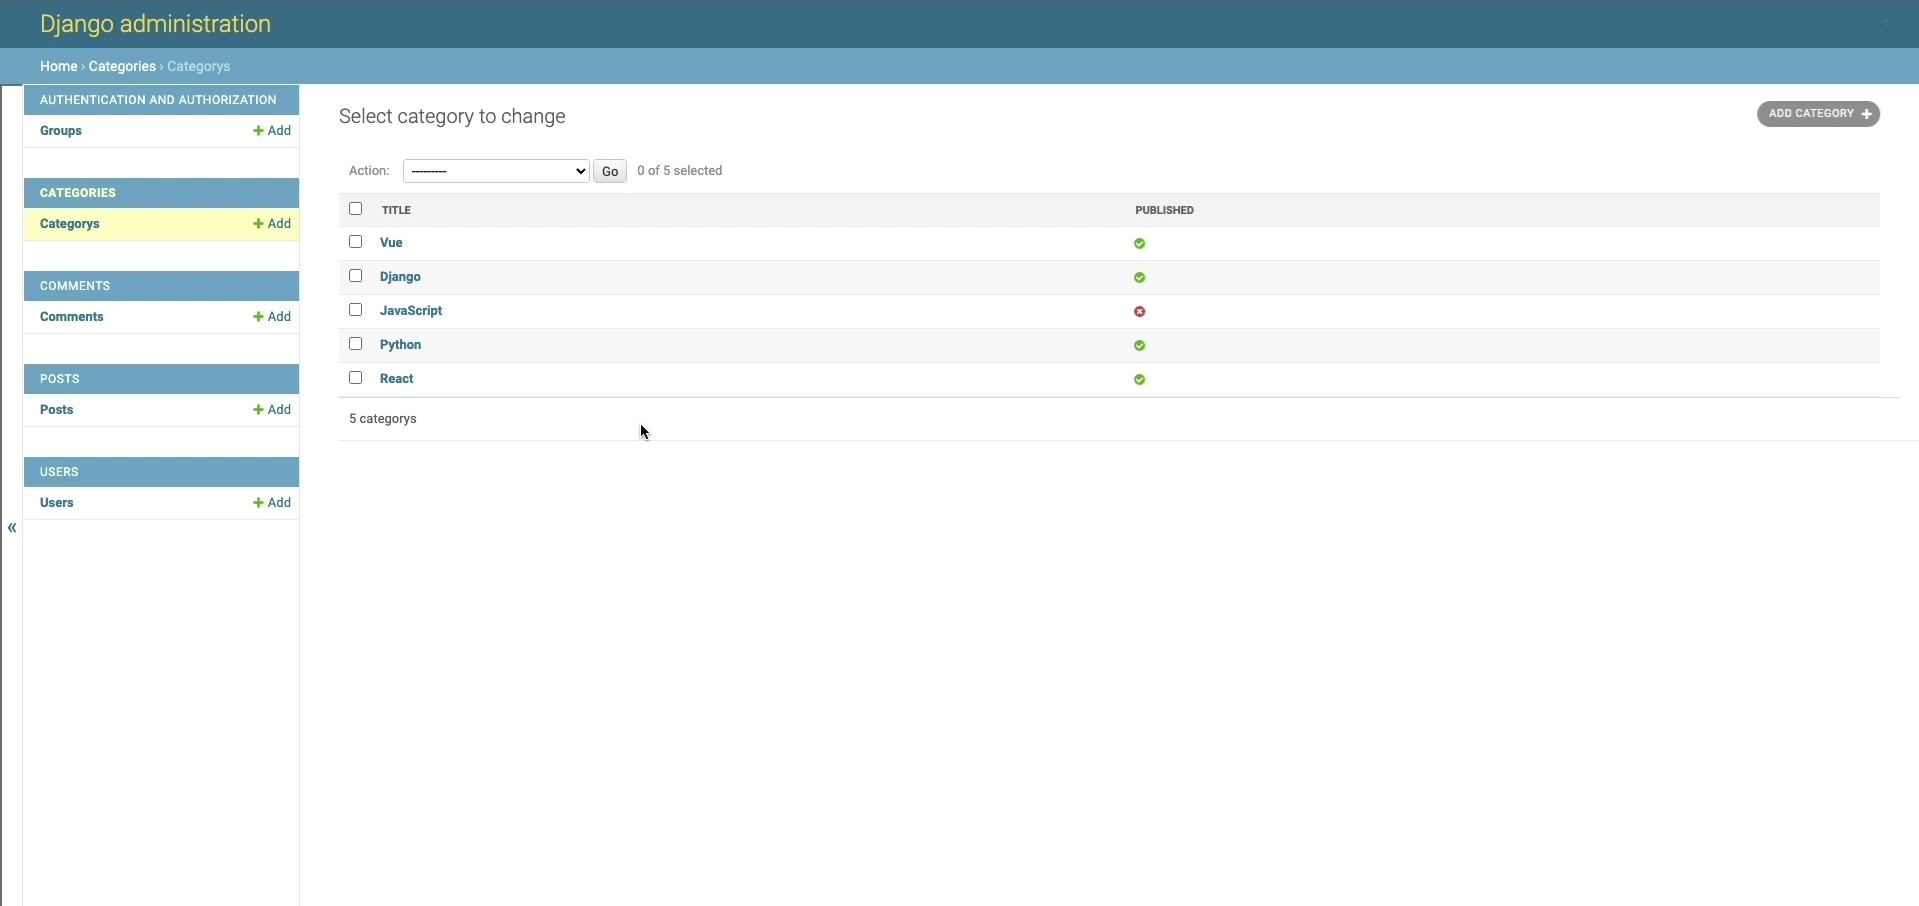 Django administration
Home › Categories › Categorys
AUTHENTICATION AND AUTHORIZATION
Groups + Add
CATEGORIES
Categorys + Add
COMMENTS
Comments + Add
POSTS
Posts + Add
USERS
Users + Add
«
Select category to change
ADD CATEGORY +
Action: --------- Go 0 of 5 selected
TITLE PUBLISHED
Vue
Django
JavaScript
Python
React
5 categorys